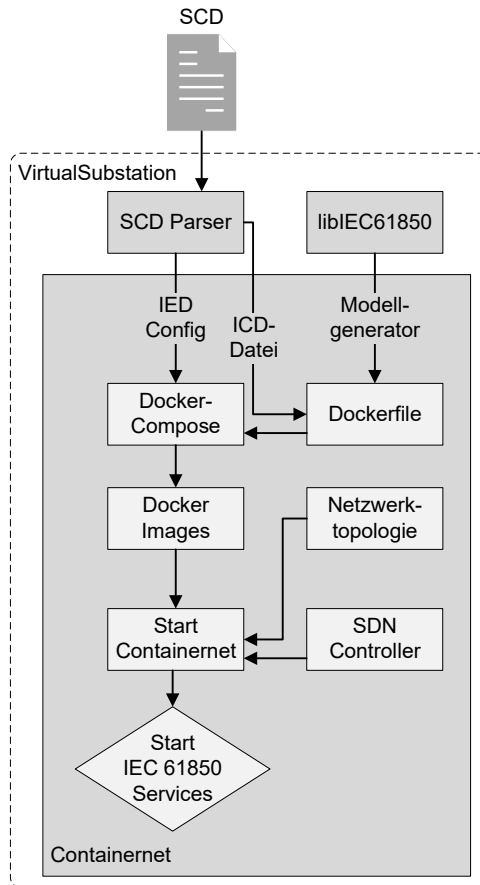 SCD
VirtualSubstation
SCD Parser
libIEC61850
IED
Config
ICD-
Datei
Modell-
generator
Docker-
Compose
Dockerfile
Docker
Images
Netzwerk-
topologie
Start
Containernet
SDN
Controller
Start
IEC 61850
Services
Containernet